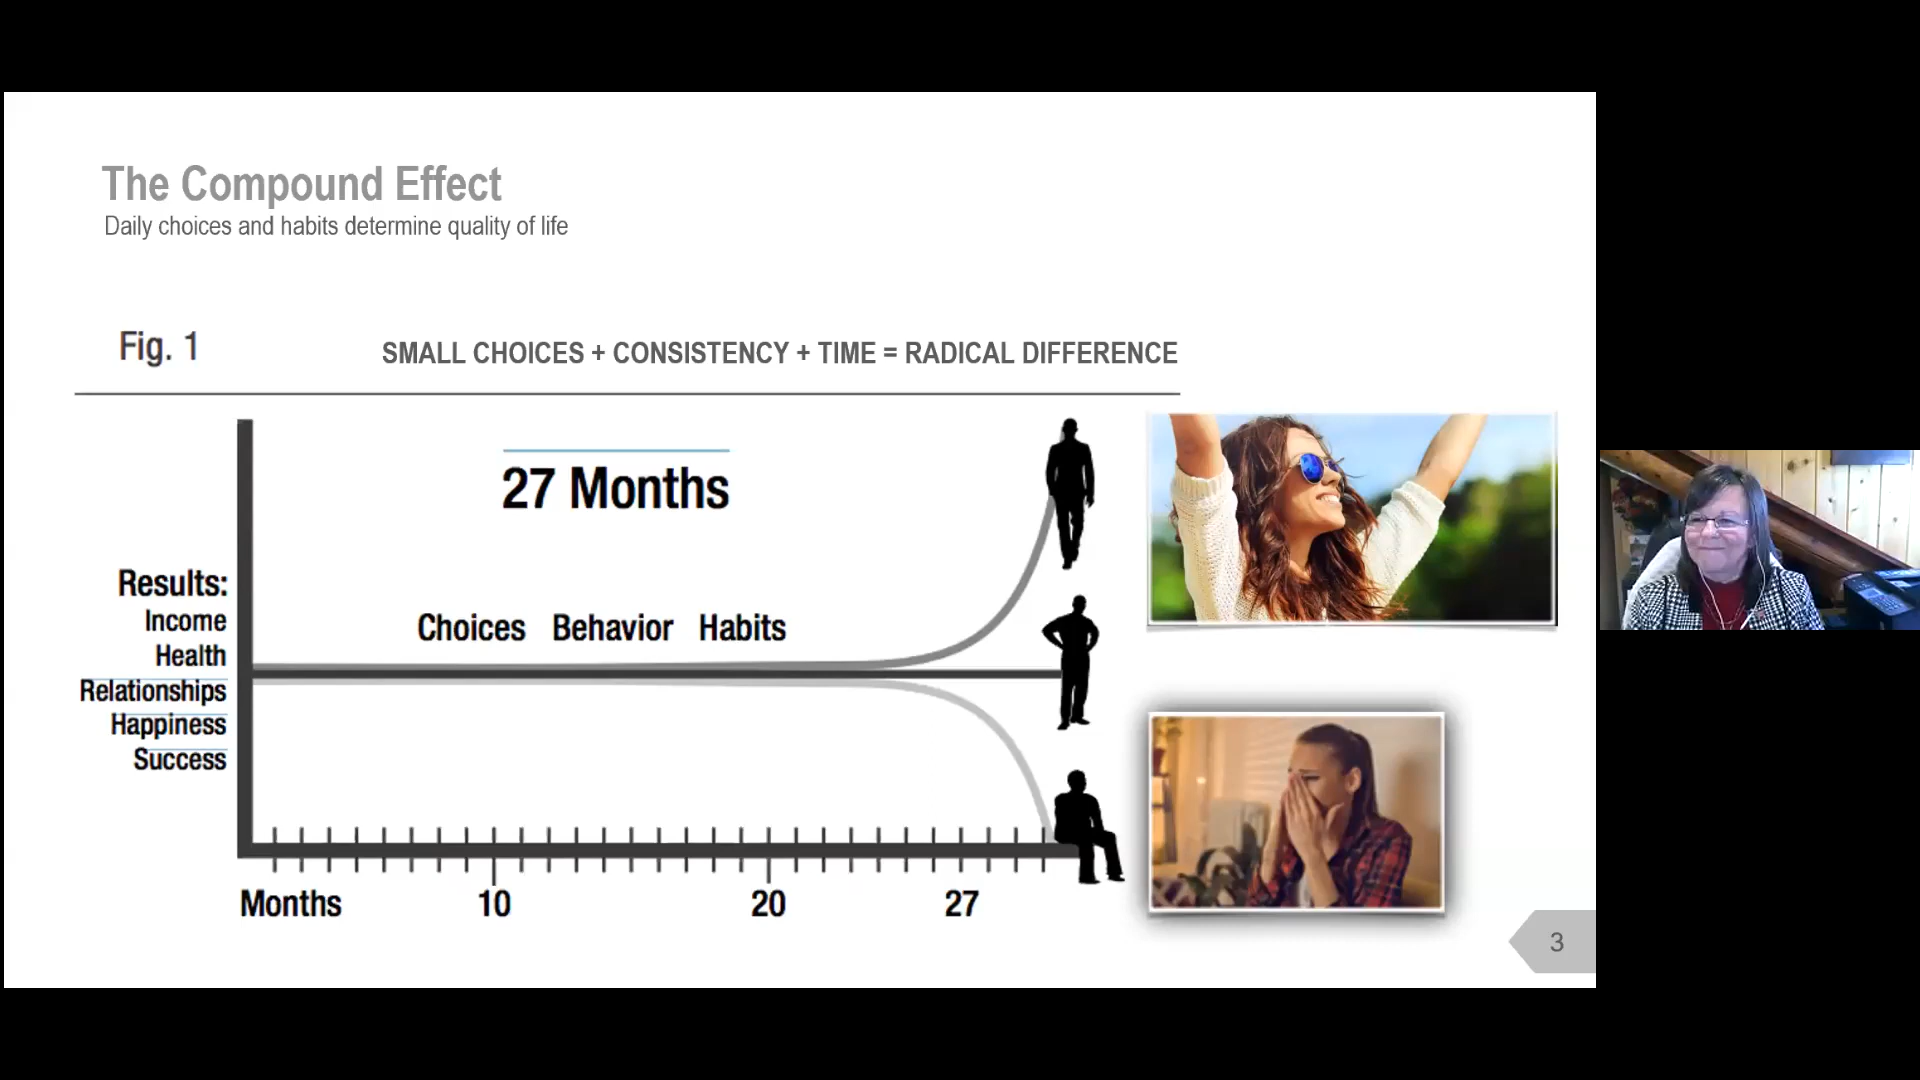 The Compound Effect
Daily choices and habits determine quality of life
Fig. 1
SMALL CHOICES + CONSISTENCY + TIME = RADICAL DIFFERENCE
27 Months
Choices Behavior Habits
Results:
Income
Health
Relationships
Happiness
Success
Months 10 20 27
3